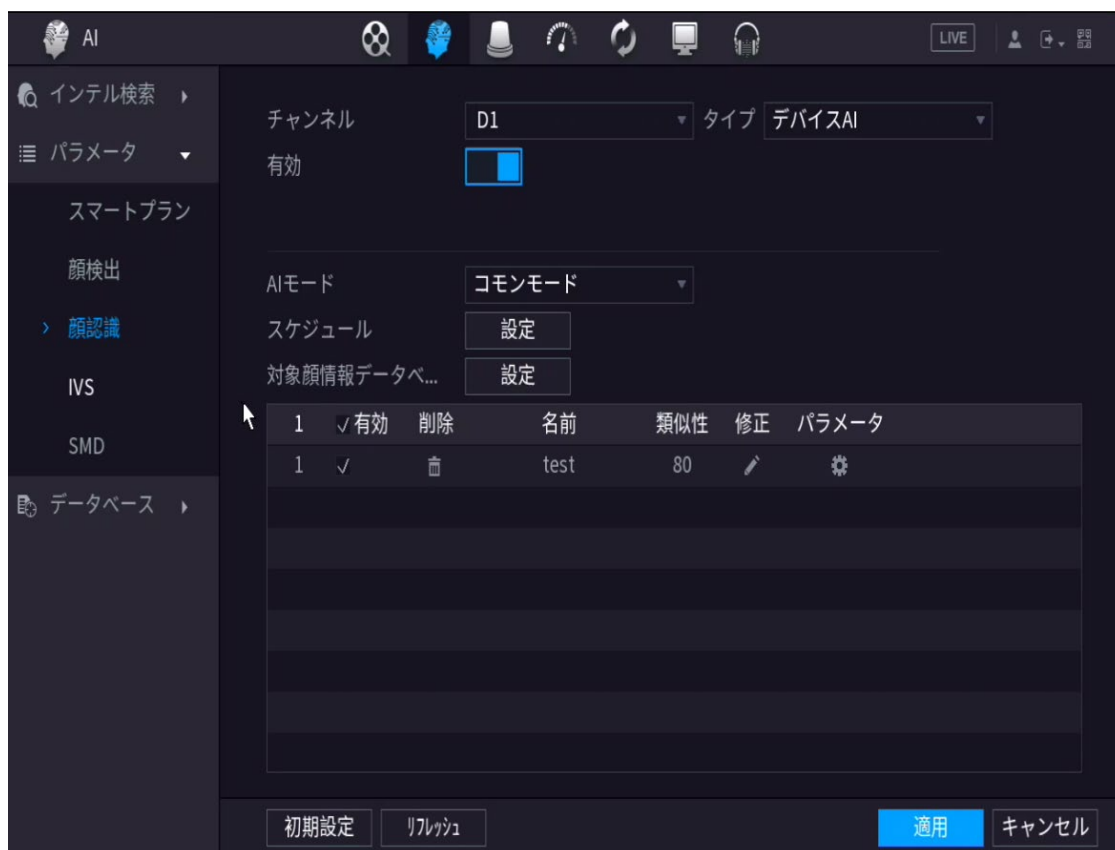 AI
LIVE
インテル検索
パラメータ
スマートプラン
顔検出
顔認識
IVS
SMD
データベース
チャンネル D1 タイプ デバイスAI
有効
AIモード コモンモード
スケジュール 設定
対象顔情報データベ... 設定
1 有効 削除 名前 類似性 修正 パラメータ
1 test 80
初期設定 ﾘﾌﾚｯｼｭ 適用 キャンセル